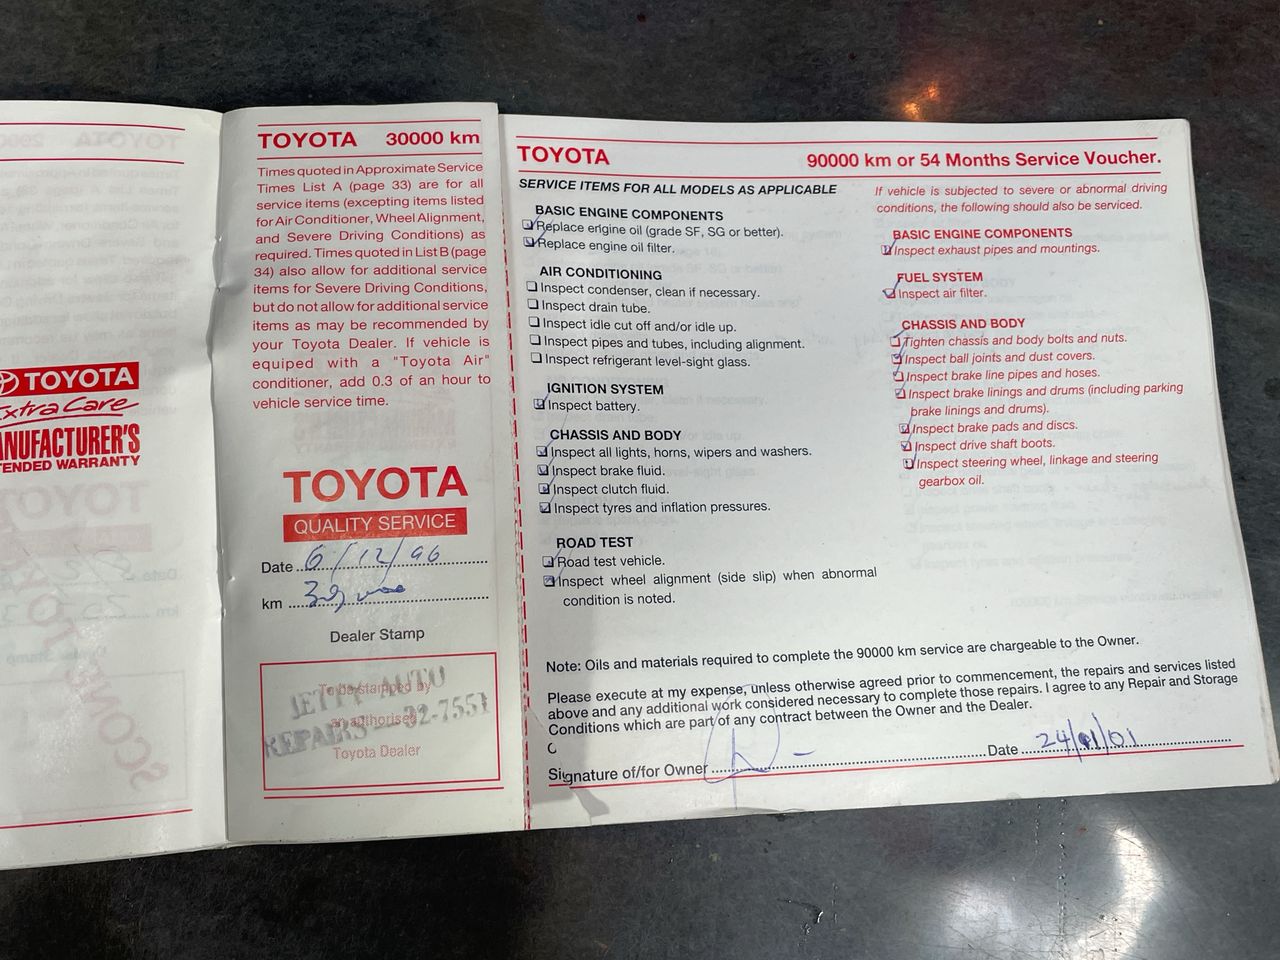 TOYOTA
Extra Care
MANUFACTURER'S
EXTENDED WARRANTY
TOYOTA 30000 km
Times quoted in Approximate Service
Times List A (page 33) are for all
service items (excepting items listed
for Air Conditioner, Wheel Alignment,
and Severe Driving Conditions) as
required. Times quoted in List B (page
34) also allow for additional service
items for Severe Driving Conditions,
but do not allow for additional service
items as may be recommended by
your Toyota Dealer. If vehicle is
equiped with a "Toyota Air"
conditioner, add 0.3 of an hour to
vehicle service time.
TOYOTA
QUALITY SERVICE
Date 6/12/96
km
Dealer Stamp
To be stamped by
an authorised
Toyota Dealer
JETTY AUTO
REPAIRS - 32-7551
TOYOTA 90000 km or 54 Months Service Voucher.
SERVICE ITEMS FOR ALL MODELS AS APPLICABLE
BASIC ENGINE COMPONENTS
Replace engine oil (grade SF, SG or better).
Replace engine oil filter.
AIR CONDITIONING
Inspect condenser, clean if necessary.
Inspect drain tube.
Inspect idle cut off and/or idle up.
Inspect pipes and tubes, including alignment.
Inspect refrigerant level-sight glass.
IGNITION SYSTEM
Inspect battery.
CHASSIS AND BODY
Inspect all lights, horns, wipers and washers.
Inspect brake fluid.
Inspect clutch fluid.
Inspect tyres and inflation pressures.
ROAD TEST
Road test vehicle.
Inspect wheel alignment (side slip) when abnormal
condition is noted.
If vehicle is subjected to severe or abnormal driving
conditions, the following should also be serviced.
BASIC ENGINE COMPONENTS
Inspect exhaust pipes and mountings.
FUEL SYSTEM
Inspect air filter.
CHASSIS AND BODY
Tighten chassis and body bolts and nuts.
Inspect ball joints and dust covers.
Inspect brake line pipes and hoses.
Inspect brake linings and drums (including parking
brake linings and drums).
Inspect brake pads and discs.
Inspect drive shaft boots.
Inspect steering wheel, linkage and steering
gearbox oil.
Note: Oils and materials required to complete the 90000 km service are chargeable to the Owner.
Please execute at my expense, unless otherwise agreed prior to commencement, the repairs and services listed
above and any additional work considered necessary to complete those repairs. I agree to any Repair and Storage
Conditions which are part of any contract between the Owner and the Dealer.
Signature of/for Owner Date 24/01/01